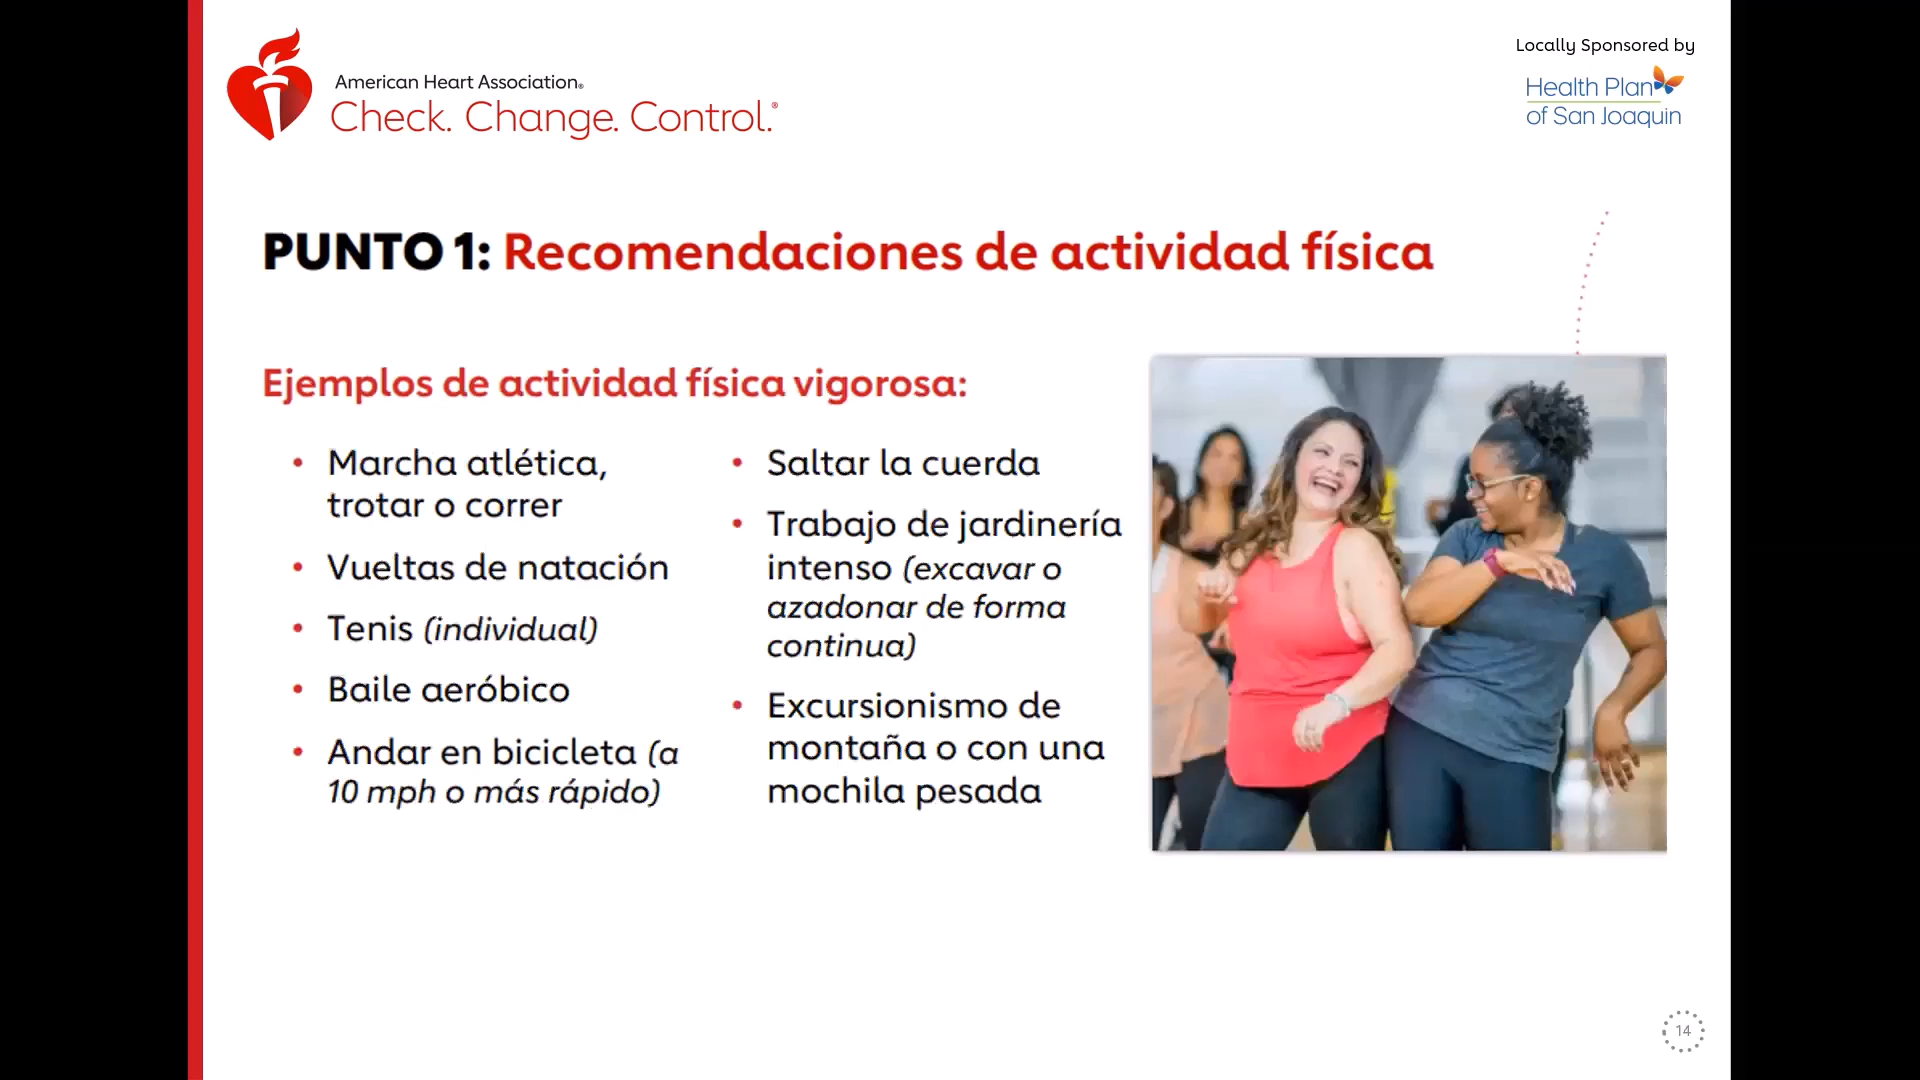 American Heart Association®
Check. Change. Control.®
Locally Sponsored by
Health Plan
of San Joaquin
PUNTO 1: Recomendaciones de actividad física
Ejemplos de actividad física vigorosa:
• Marcha atlética,
trotar o correr
• Vueltas de natación
• Tenis (individual)
• Baile aeróbico
• Andar en bicicleta (a
10 mph o más rápido)
• Saltar la cuerda
• Trabajo de jardinería
intenso (excavar o
azadonar de forma
continua)
• Excursionismo de
montaña o con una
mochila pesada
14